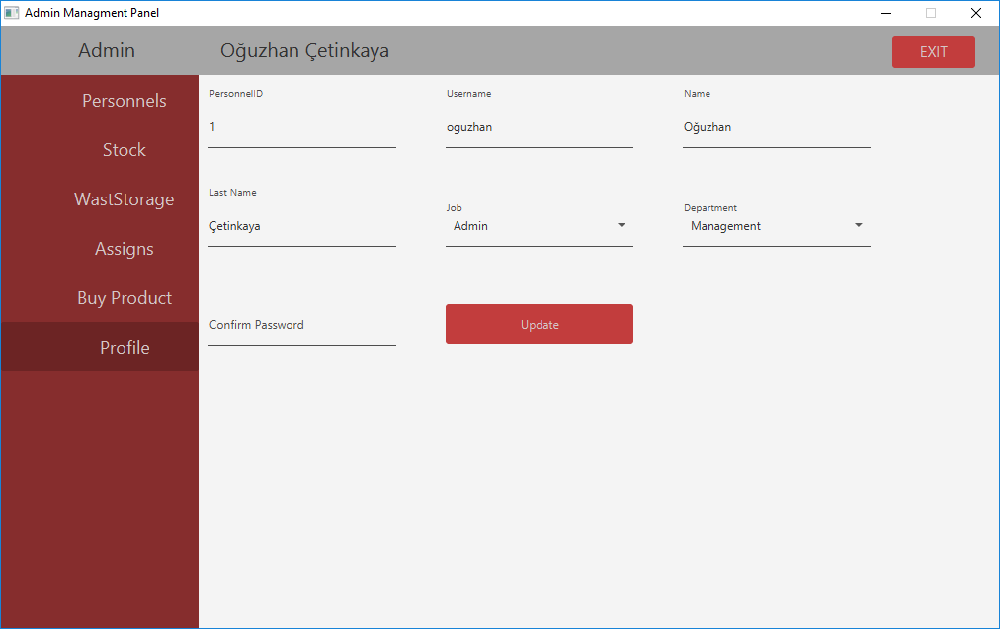 Admin Managment Panel
Admin
Oğuzhan Çetinkaya
EXIT
Personnels
Stock
WastStorage
Assigns
Buy Product
Profile
PersonnelID
1
Username
oguzhan
Name
Oğuzhan
Last Name
Çetinkaya
Job
Admin
Department
Management
Confirm Password
Update